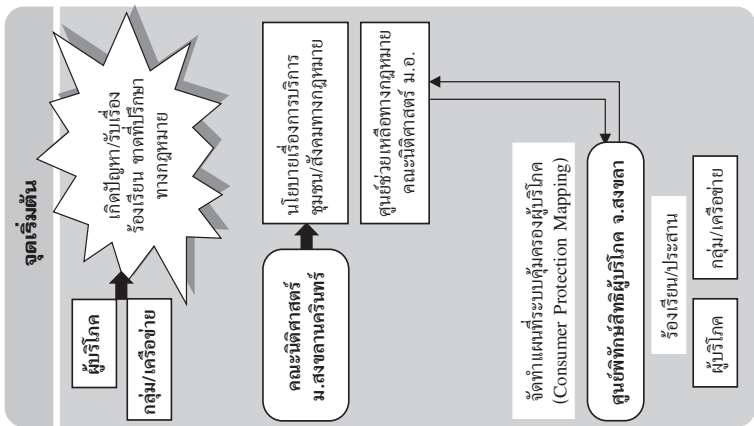 จุดเริ่มต้น
ผู้บริโภค
กลุ่ม/เครือข่าย
เกิดปัญหา/รับเรื่อง
ร้องเรียน ขาดที่ปรึกษา
ทางกฎหมาย
คณะนิติศาสตร์
ม.สงขลานครินทร์
นโยบายเรื่องการบริการ
ชุมชน/สังคมทางกฎหมาย
ศูนย์ช่วยเหลือทางกฎหมาย
คณะนิติศาสตร์ ม.อ.
จัดทำแผนที่ระบบคุ้มครองผู้บริโภค
(Consumer Protection Mapping)
ศูนย์พิทักษ์สิทธิผู้บริโภค จ.สงขลา
ร้องเรียน/ประสาน
ผู้บริโภค
กลุ่ม/เครือข่าย